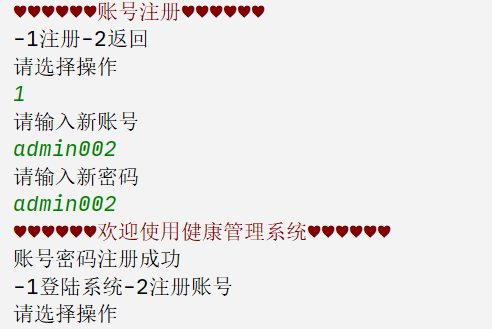 ♥♥♥♥♥♥账号注册♥♥♥♥♥♥
-1注册-2返回
请选择操作
1
请输入新账号
admin002
请输入新密码
admin002
♥♥♥♥♥♥欢迎使用健康管理系统♥♥♥♥♥♥
账号密码注册成功
-1登陆系统-2注册账号
请选择操作